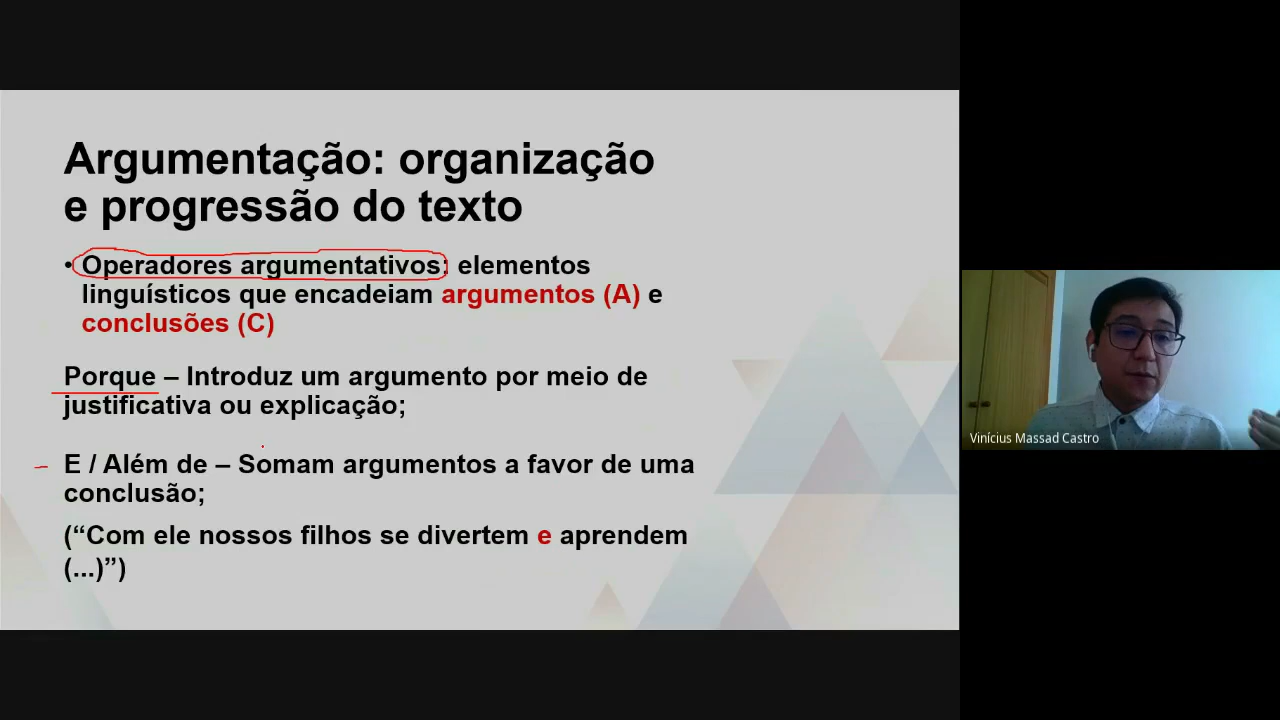 Argumentação: organização
e progressão do texto
• Operadores argumentativos: elementos
linguísticos que encadeiam argumentos (A) e
conclusões (C)
Porque – Introduz um argumento por meio de
justificativa ou explicação;
E / Além de – Somam argumentos a favor de uma
conclusão;
(“Com ele nossos filhos se divertem e aprendem
(...)”)
Vinícius Massad Castro